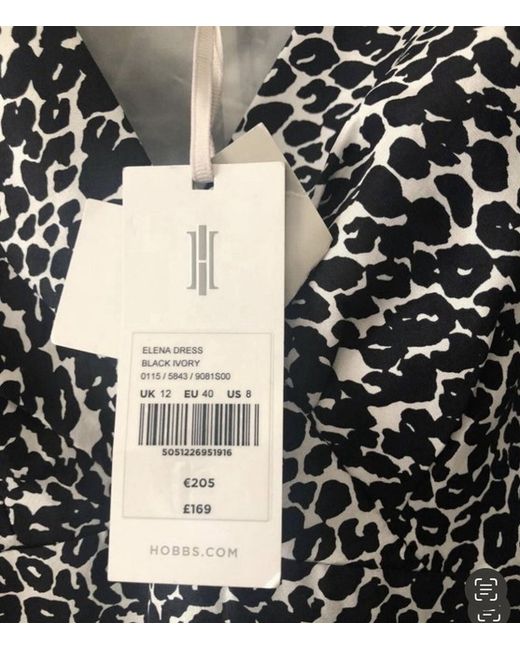 ELENA DRESS
BLACK IVORY
0115 / 5843 / 9081S00
UK 12 EU 40 US 8
5051226951916
€205
£169
HOBBS.COM